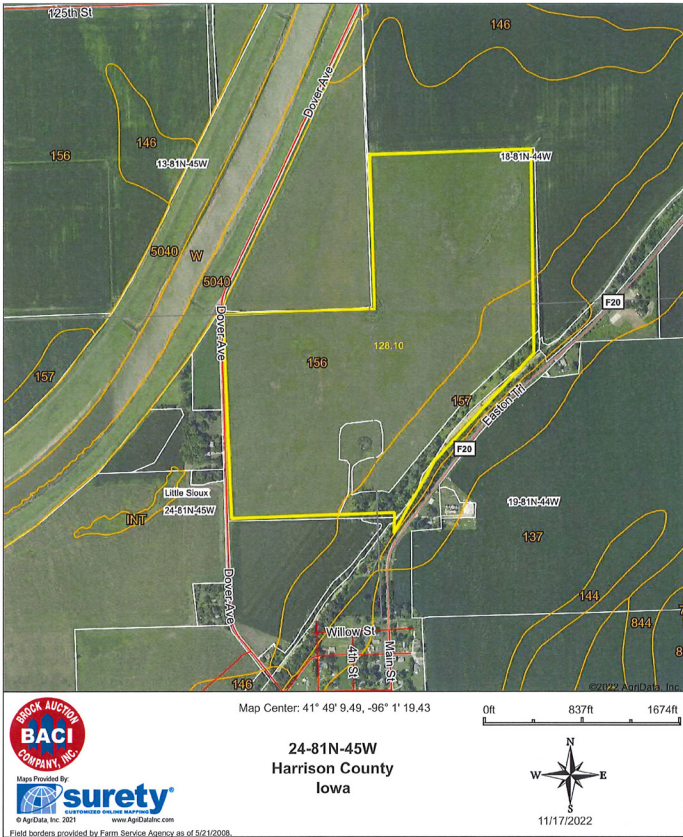 125th St
146
Dover Ave
146
156
13-81N-45W
18-81N-44W
5040
W
5040
F20
Dover Ave
128.10
156
157
157
Easton Trl
F20
Little Sioux
24-81N-45W
19-81N-44W
INT
137
Dover Ave
144
844
7
Willow St
4th St
Main St
8
146
©2022 AgriData, Inc.
BROCK AUCTION
BACI
COMPANY, INC.
Map Center: 41° 49' 9.49, -96° 1' 19.43
0ft 837ft 1674ft
24-81N-45W
Harrison County
Iowa
N
W E
S
Maps Provided By:
surety®
CUSTOMIZED ONLINE MAPPING
© AgriData, Inc. 2021 www.AgriDataInc.com
11/17/2022
Field borders provided by Farm Service Agency as of 5/21/2008.